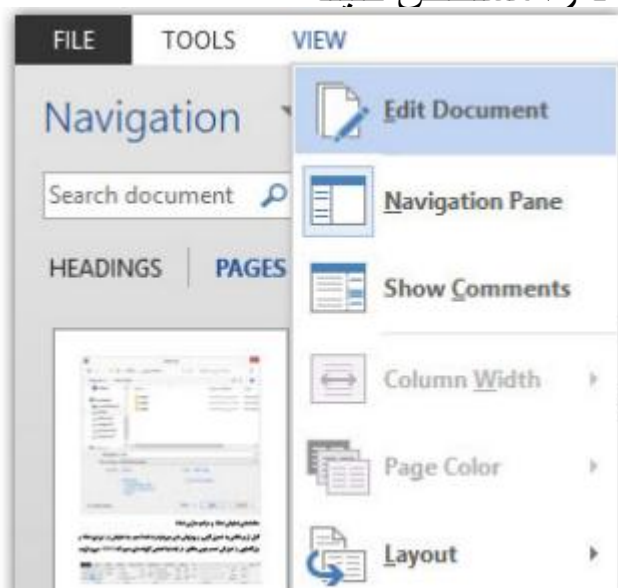 FILE TOOLS VIEW
Navigation
Search document
HEADINGS PAGES
Edit Document
Navigation Pane
Show Comments
Column Width
Page Color
Layout